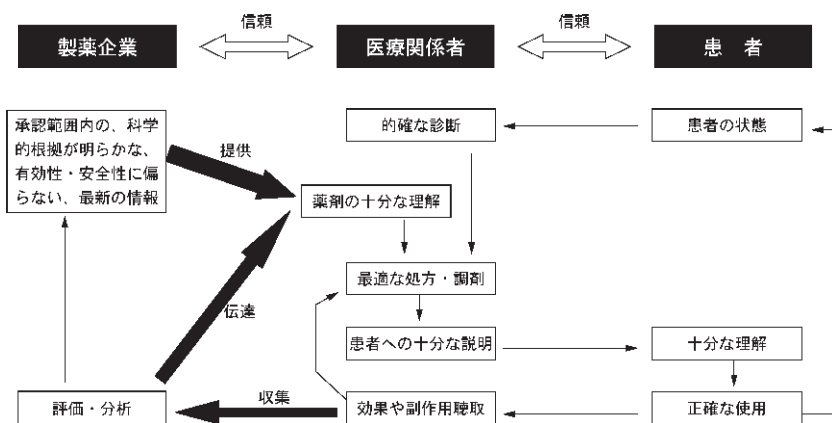 信頼
信頼
製薬企業
医療関係者
患 者
承認範囲内の、科学
的根拠が明らかな、
有効性・安全性に偏
らない、最新の情報
提供
的確な診断
患者の状態
薬剤の十分な理解
最適な処方・調剤
伝達
患者への十分な説明
十分な理解
評価・分析
収集
効果や副作用聴取
正確な使用